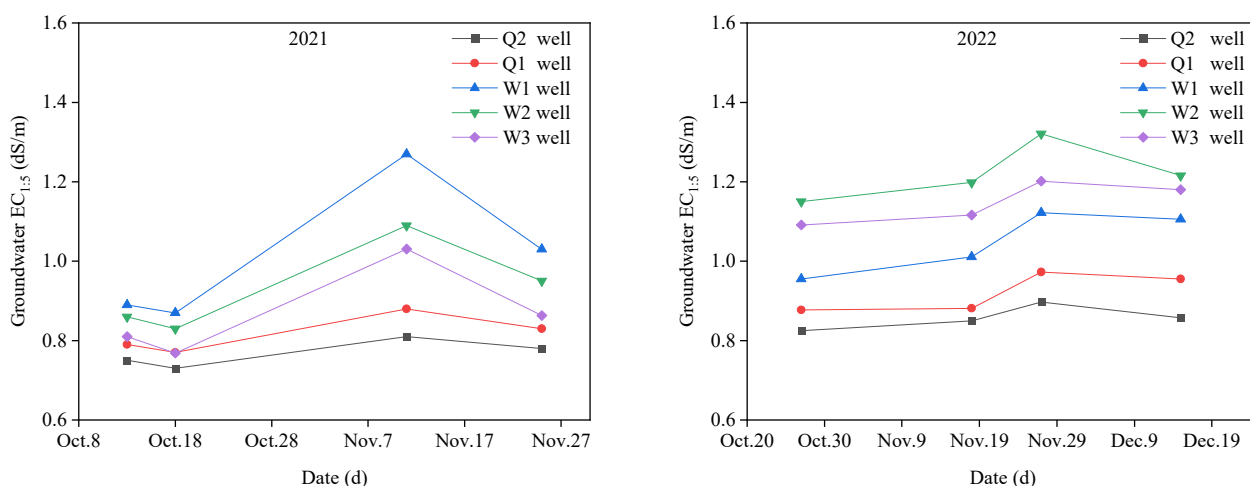 2021
Q2 well
Q1 well
W1 well
W2 well
W3 well
1.6
1.4
1.2
1.0
0.8
0.6
Groundwater EC1:5 (dS/m)
Oct.8 Oct.18 Oct.28 Nov.7 Nov.17 Nov.27
Date (d)
2022
Q2 well
Q1 well
W1 well
W2 well
W3 well
1.6
1.4
1.2
1.0
0.8
0.6
Groundwater EC1:5 (dS/m)
Oct.20 Oct.30 Nov.9 Nov.19 Nov.29 Dec.9 Dec.19
Date (d)